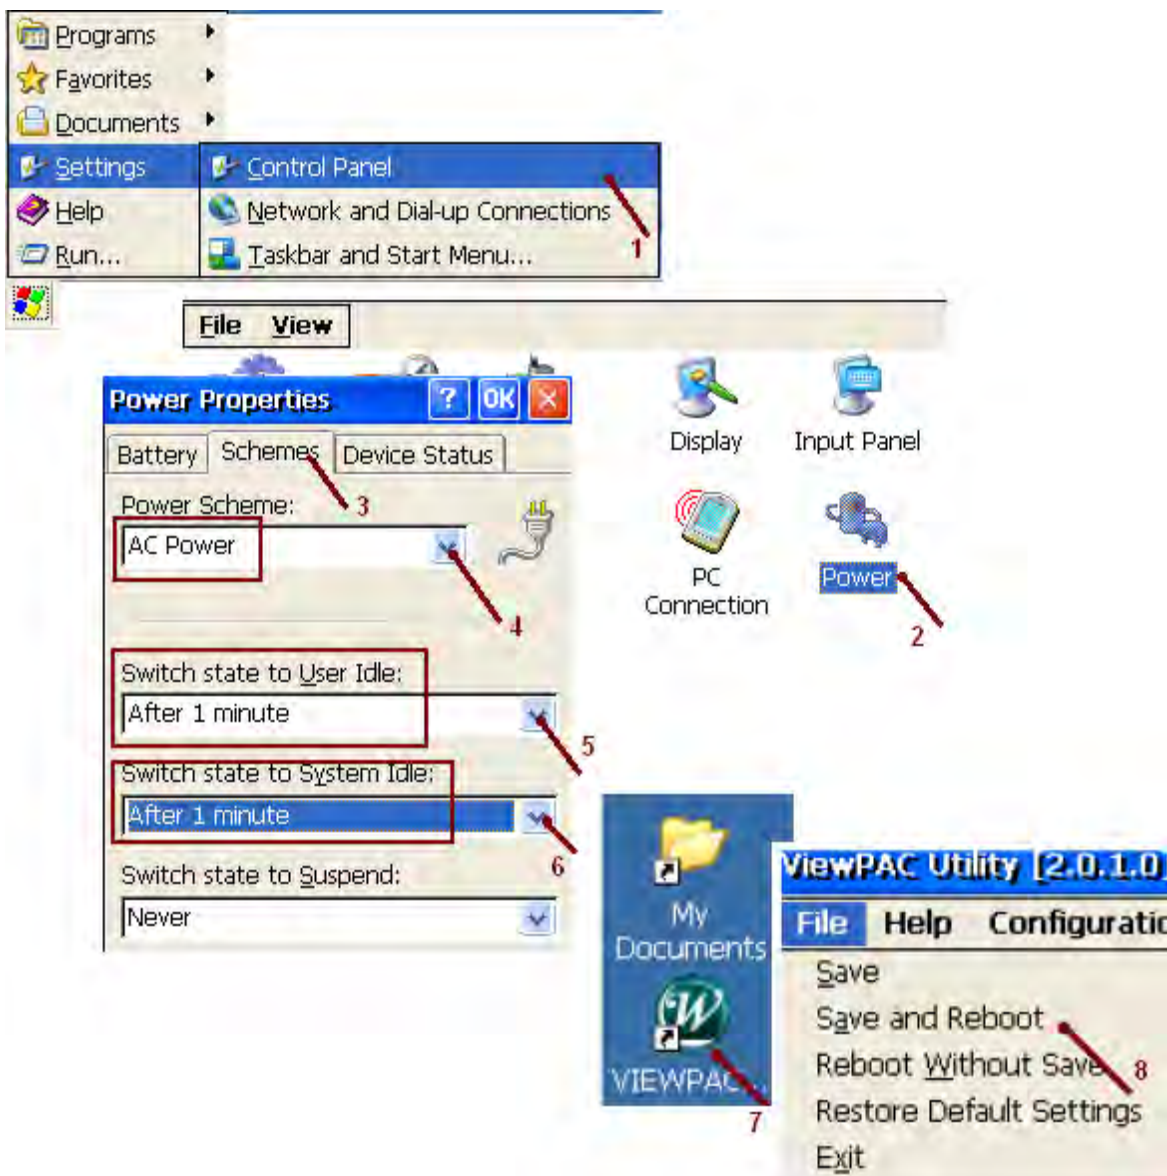 Programs
Favorites
Documents
Settings
Control Panel
Help
Network and Dial-up Connections
1
Run...
Taskbar and Start Menu...
File View
Power Properties ? OK
Display
Input Panel
Battery Schemes Device Status
Power Scheme:
3
AC Power
4
PC
Connection
Power
2
Switch state to User Idle:
After 1 minute
5
Switch state to System Idle:
After 1 minute
6
Switch state to Suspend:
Never
My
Documents
VIEWPAC...
7
ViewPAC Utility [2.0.1.0]
File Help Configuratio
Save
Save and Reboot
Reboot Without Save
8
Restore Default Settings
Exit